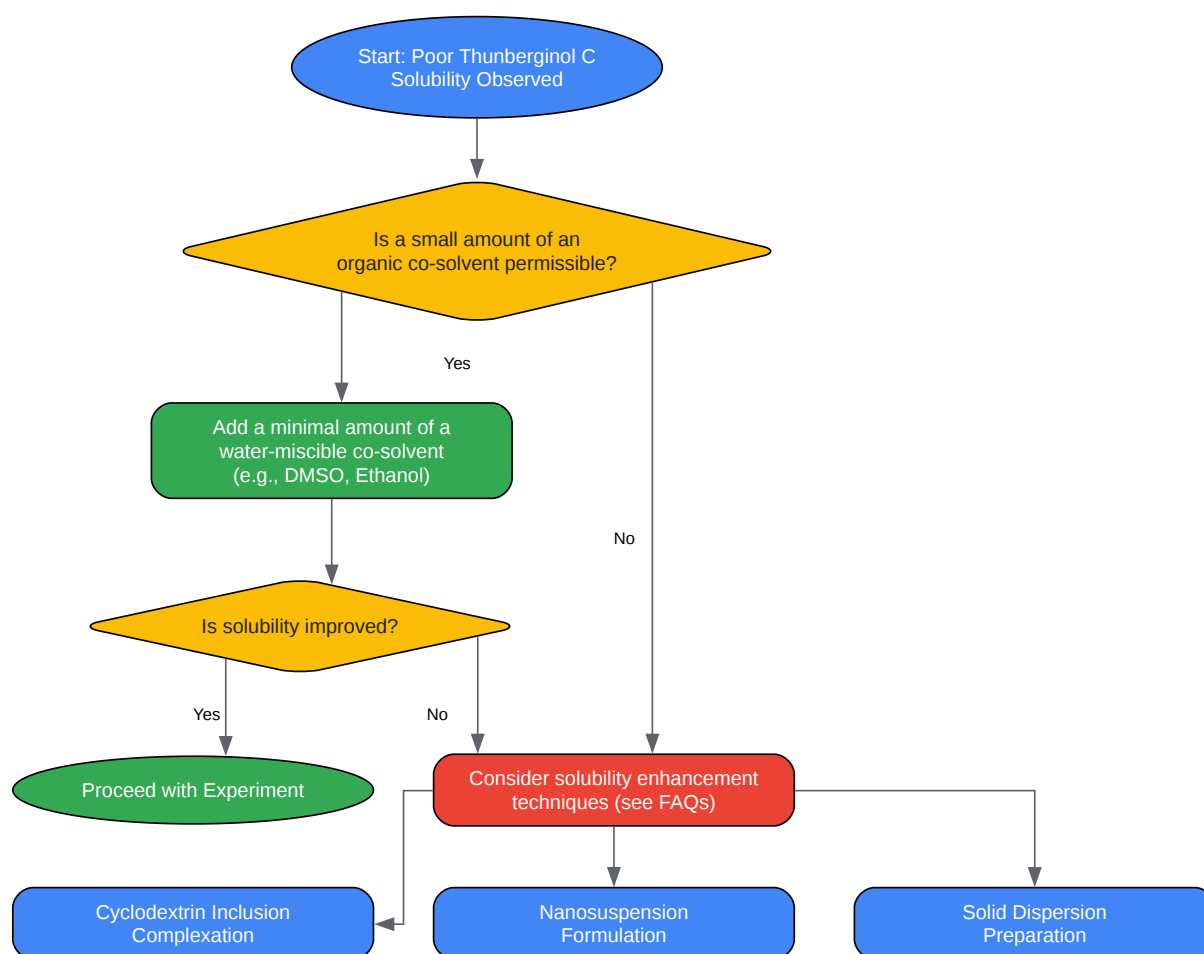 Start: Poor Thunberginol C
Solubility Observed
Is a small amount of an
organic co-solvent permissible?
Yes
Add a minimal amount of a
water-miscible co-solvent
(e.g., DMSO, Ethanol)
No
Is solubility improved?
Yes
No
Proceed with Experiment
Consider solubility enhancement
techniques (see FAQs)
Cyclodextrin Inclusion
Complexation
Nanosuspension
Formulation
Solid Dispersion
Preparation